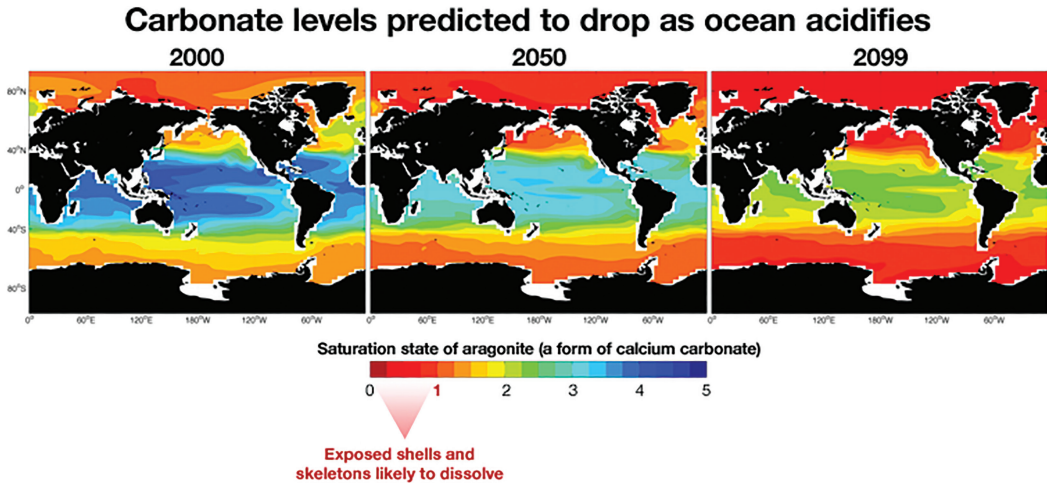 Carbonate levels predicted to drop as ocean acidifies
2000 2050 2099
80°N
40°N
0°
40°S
80°S
0° 60°E 120°E 180°W 120°W 60°W 0° 60°E 120°E 180°W 120°W 60°W 0° 60°E 120°E 180°W 120°W 60°W
Saturation state of aragonite (a form of calcium carbonate)
0 1 2 3 4 5
Exposed shells and
skeletons likely to dissolve